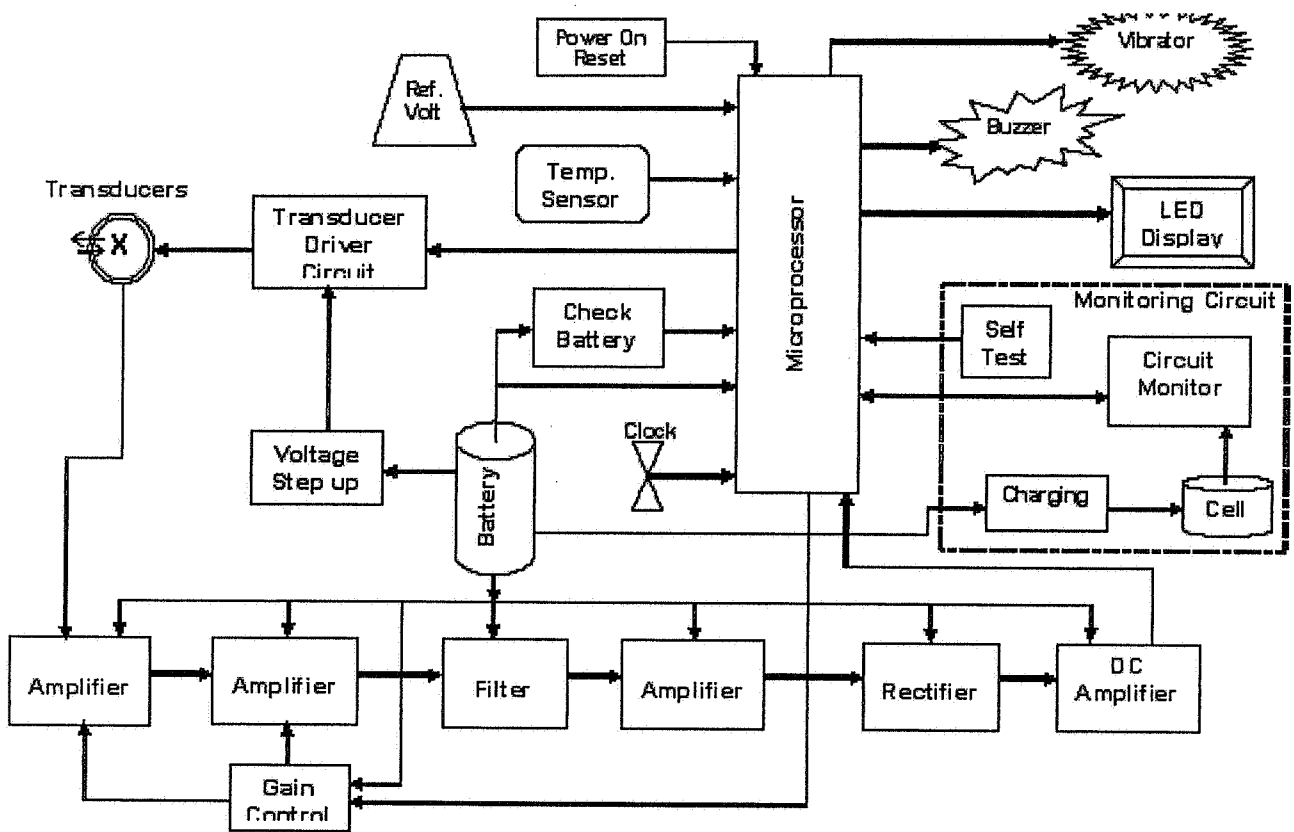 Power On
Reset
Vibrator
Ref.
Volt
Buzzer
Temp.
Sensor
Transducers
X
Transducer
Driver
Circuit
LED
Display
Microprocessor
Monitoring Circuit
Check
Battery
Self
Test
Circuit
Monitor
Clock
Voltage
Step up
Battery
Charging
Cell
Amplifier
Amplifier
Filter
Amplifier
Rectifier
DC
Amplifier
Gain
Control